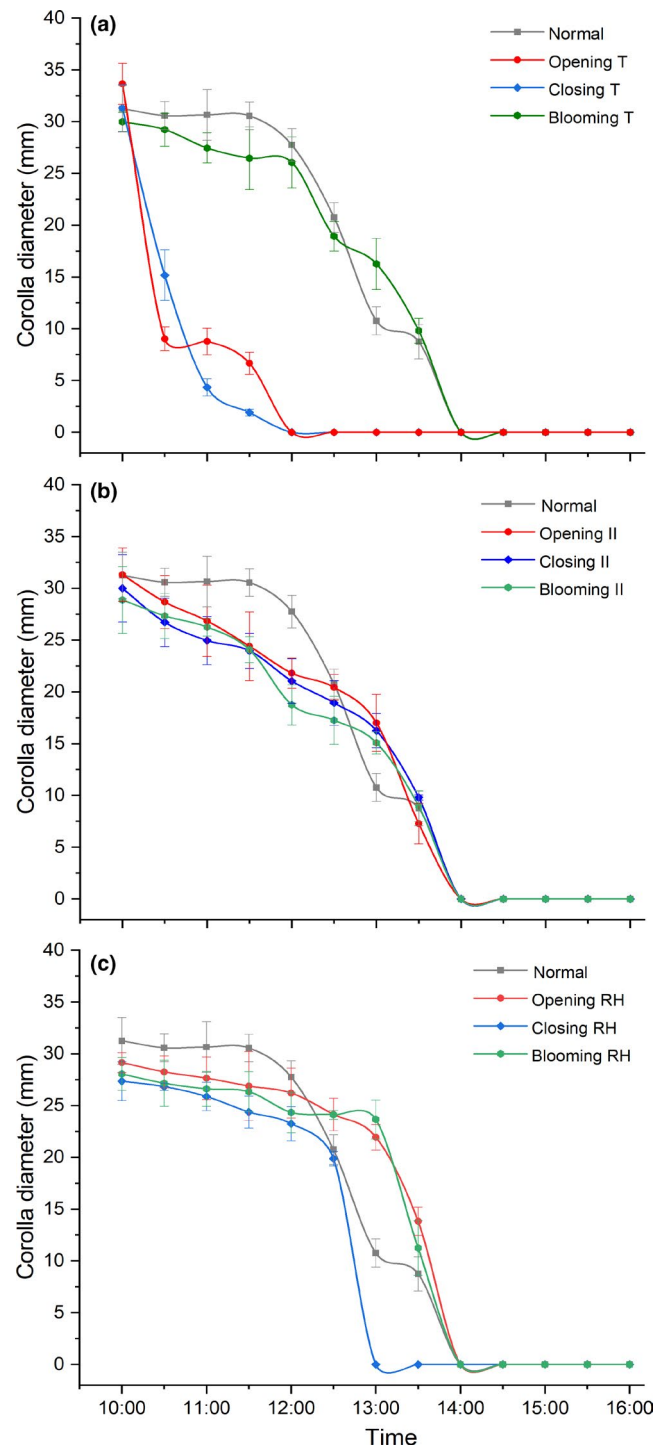 (a)
Normal
Opening T
Closing T
Blooming T
40
35
30
25
20
15
10
5
0
Corolla diameter (mm)
(b)
Normal
Opening II
Closing II
Blooming II
40
35
30
25
20
15
10
5
0
Corolla diameter (mm)
(c)
Normal
Opening RH
Closing RH
Blooming RH
40
35
30
25
20
15
10
5
0
Corolla diameter (mm)
10:00 11:00 12:00 13:00 14:00 15:00 16:00
Time